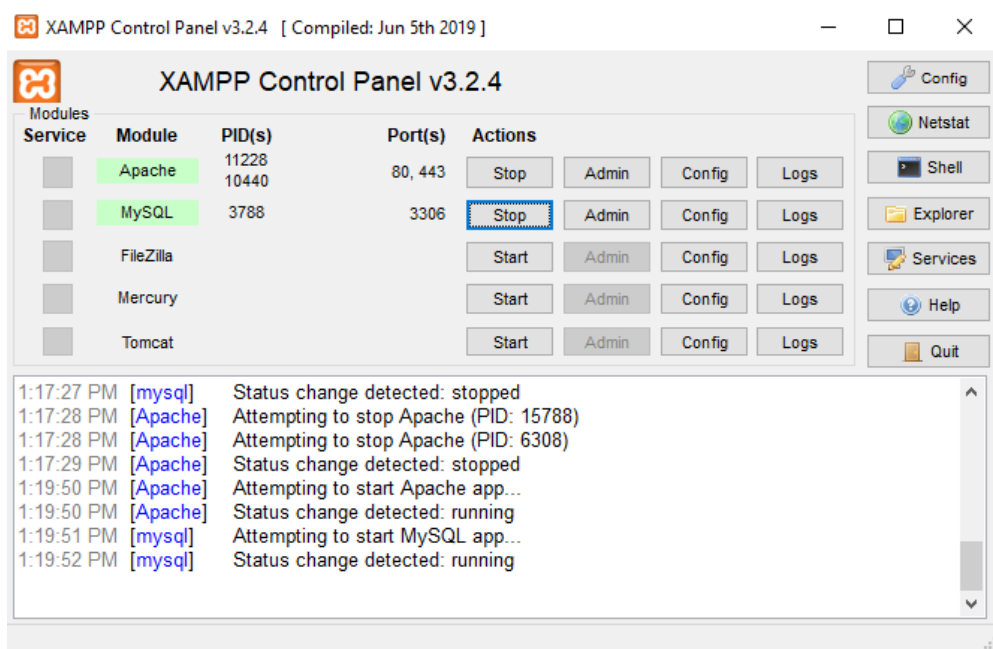 XAMPP Control Panel v3.2.4 [ Compiled: Jun 5th 2019 ]
XAMPP Control Panel v3.2.4
Config
Modules
Service Module PID(s) Port(s) Actions
Netstat
Apache 11228 10440 80, 443 Stop Admin Config Logs
Shell
MySQL 3788 3306 Stop Admin Config Logs
Explorer
FileZilla Start Admin Config Logs
Services
Mercury Start Admin Config Logs
Help
Tomcat Start Admin Config Logs
Quit
1:17:27 PM [mysql] Status change detected: stopped
1:17:28 PM [Apache] Attempting to stop Apache (PID: 15788)
1:17:28 PM [Apache] Attempting to stop Apache (PID: 6308)
1:17:29 PM [Apache] Status change detected: stopped
1:19:50 PM [Apache] Attempting to start Apache app...
1:19:50 PM [Apache] Status change detected: running
1:19:51 PM [mysql] Attempting to start MySQL app...
1:19:52 PM [mysql] Status change detected: running